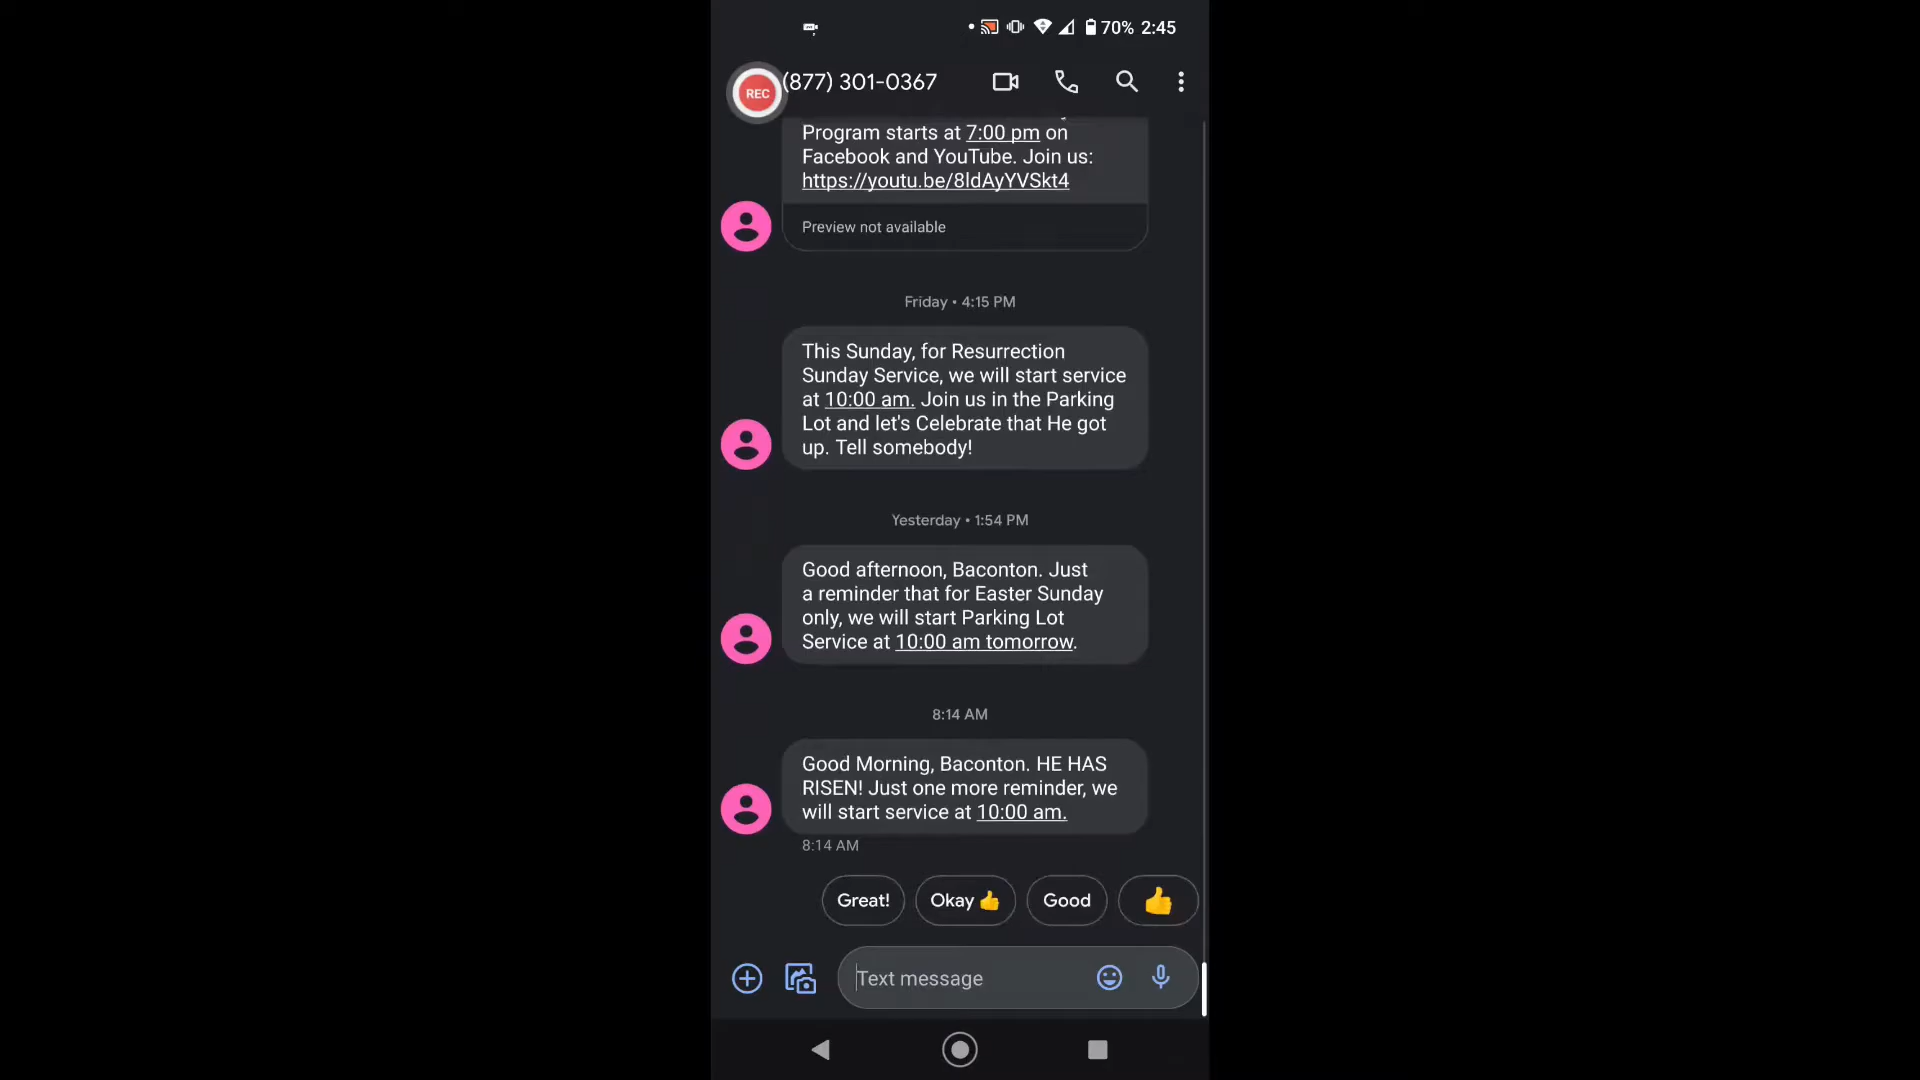 70% 2:45
REC
(877) 301-0367
Program starts at 7:00 pm on
Facebook and YouTube. Join us:
https://youtu.be/8ldAyYVSkt4
Preview not available
Friday • 4:15 PM
This Sunday, for Resurrection
Sunday Service, we will start service
at 10:00 am. Join us in the Parking
Lot and let's Celebrate that He got
up. Tell somebody!
Yesterday • 1:54 PM
Good afternoon, Baconton. Just
a reminder that for Easter Sunday
only, we will start Parking Lot
Service at 10:00 am tomorrow.
8:14 AM
Good Morning, Baconton. HE HAS
RISEN! Just one more reminder, we
will start service at 10:00 am.
8:14 AM
Great! Okay 👍 Good 👍
Text message